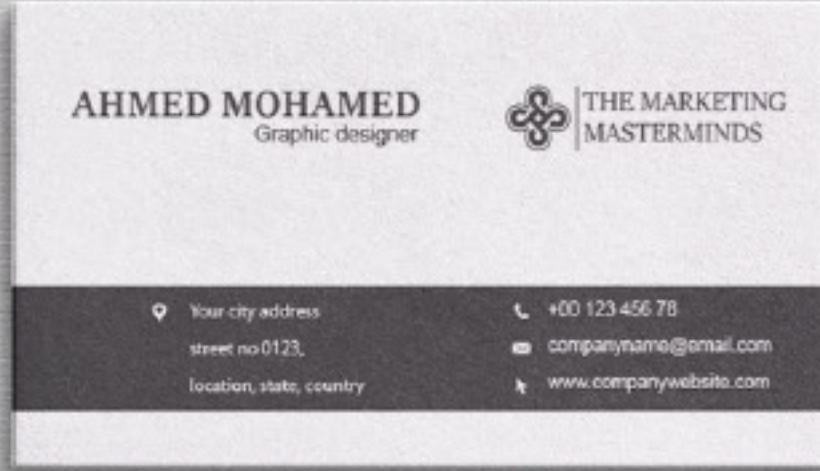 AHMED MOHAMED
Graphic designer
THE MARKETING
MASTERMINDS
Your city address
street no 0123,
location, state, country
+00 123 456 78
companyname@email.com
www.companywebsite.com